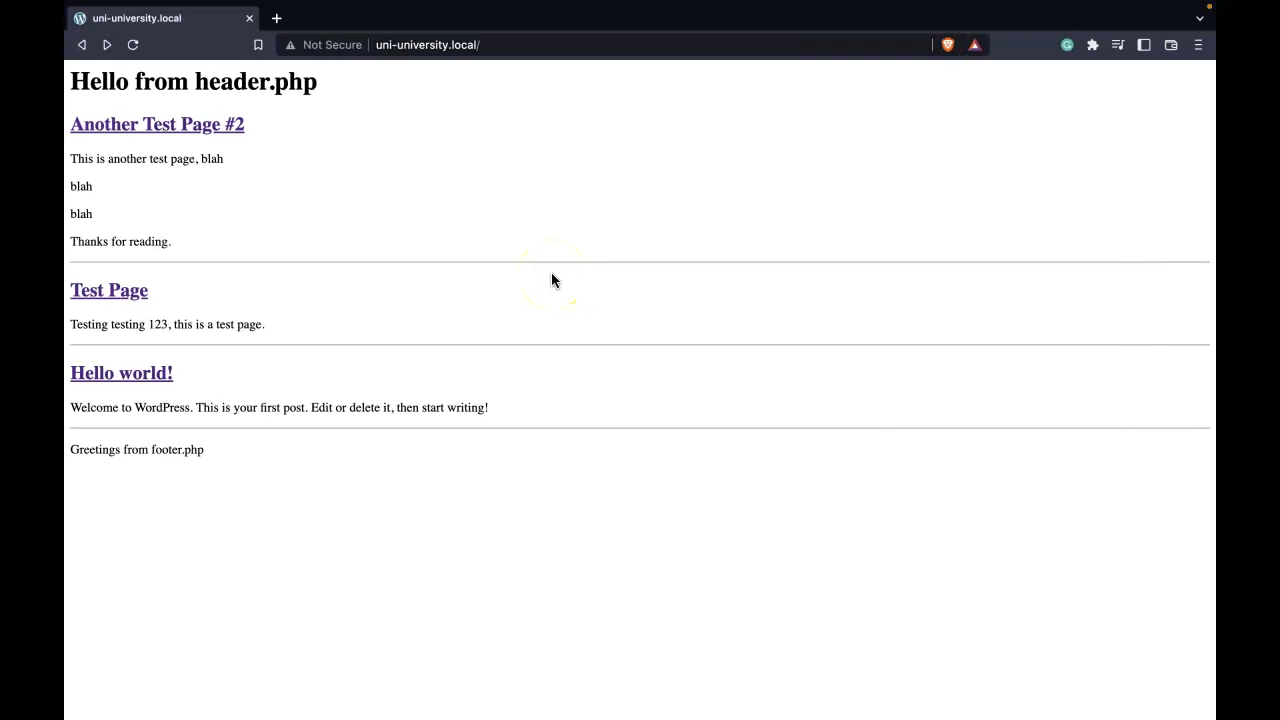 uni-university.local
Not Secure
uni-university.local/
Hello from header.php
Another Test Page #2
This is another test page, blah
blah
blah
Thanks for reading.
Test Page
Testing testing 123, this is a test page.
Hello world!
Welcome to WordPress. This is your first post. Edit or delete it, then start writing!
Greetings from footer.php